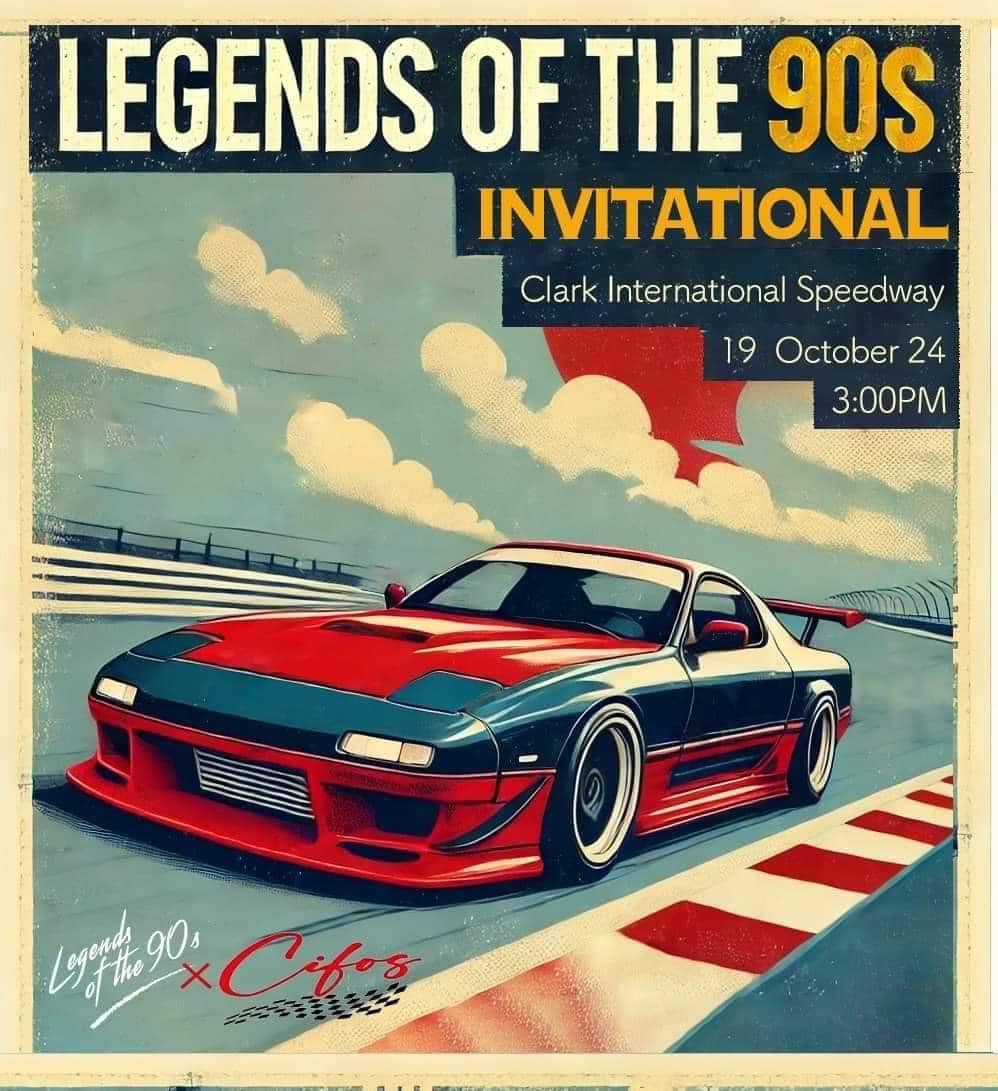 LEGENDS OF THE 90s
INVITATIONAL
Clark International Speedway
19 October 24
3:00PM
Legends
of the 90s
x Cifos